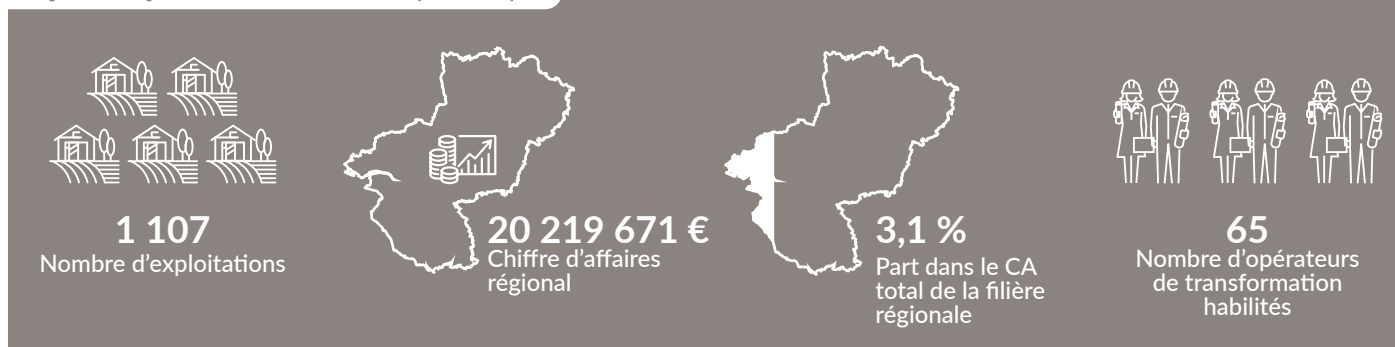 1 107
Nombre d’exploitations
20 219 671 €
Chiffre d’affaires
régional
3,1 %
Part dans le CA
total de la filière
régionale
65
Nombre d’opérateurs
de transformation
habilités